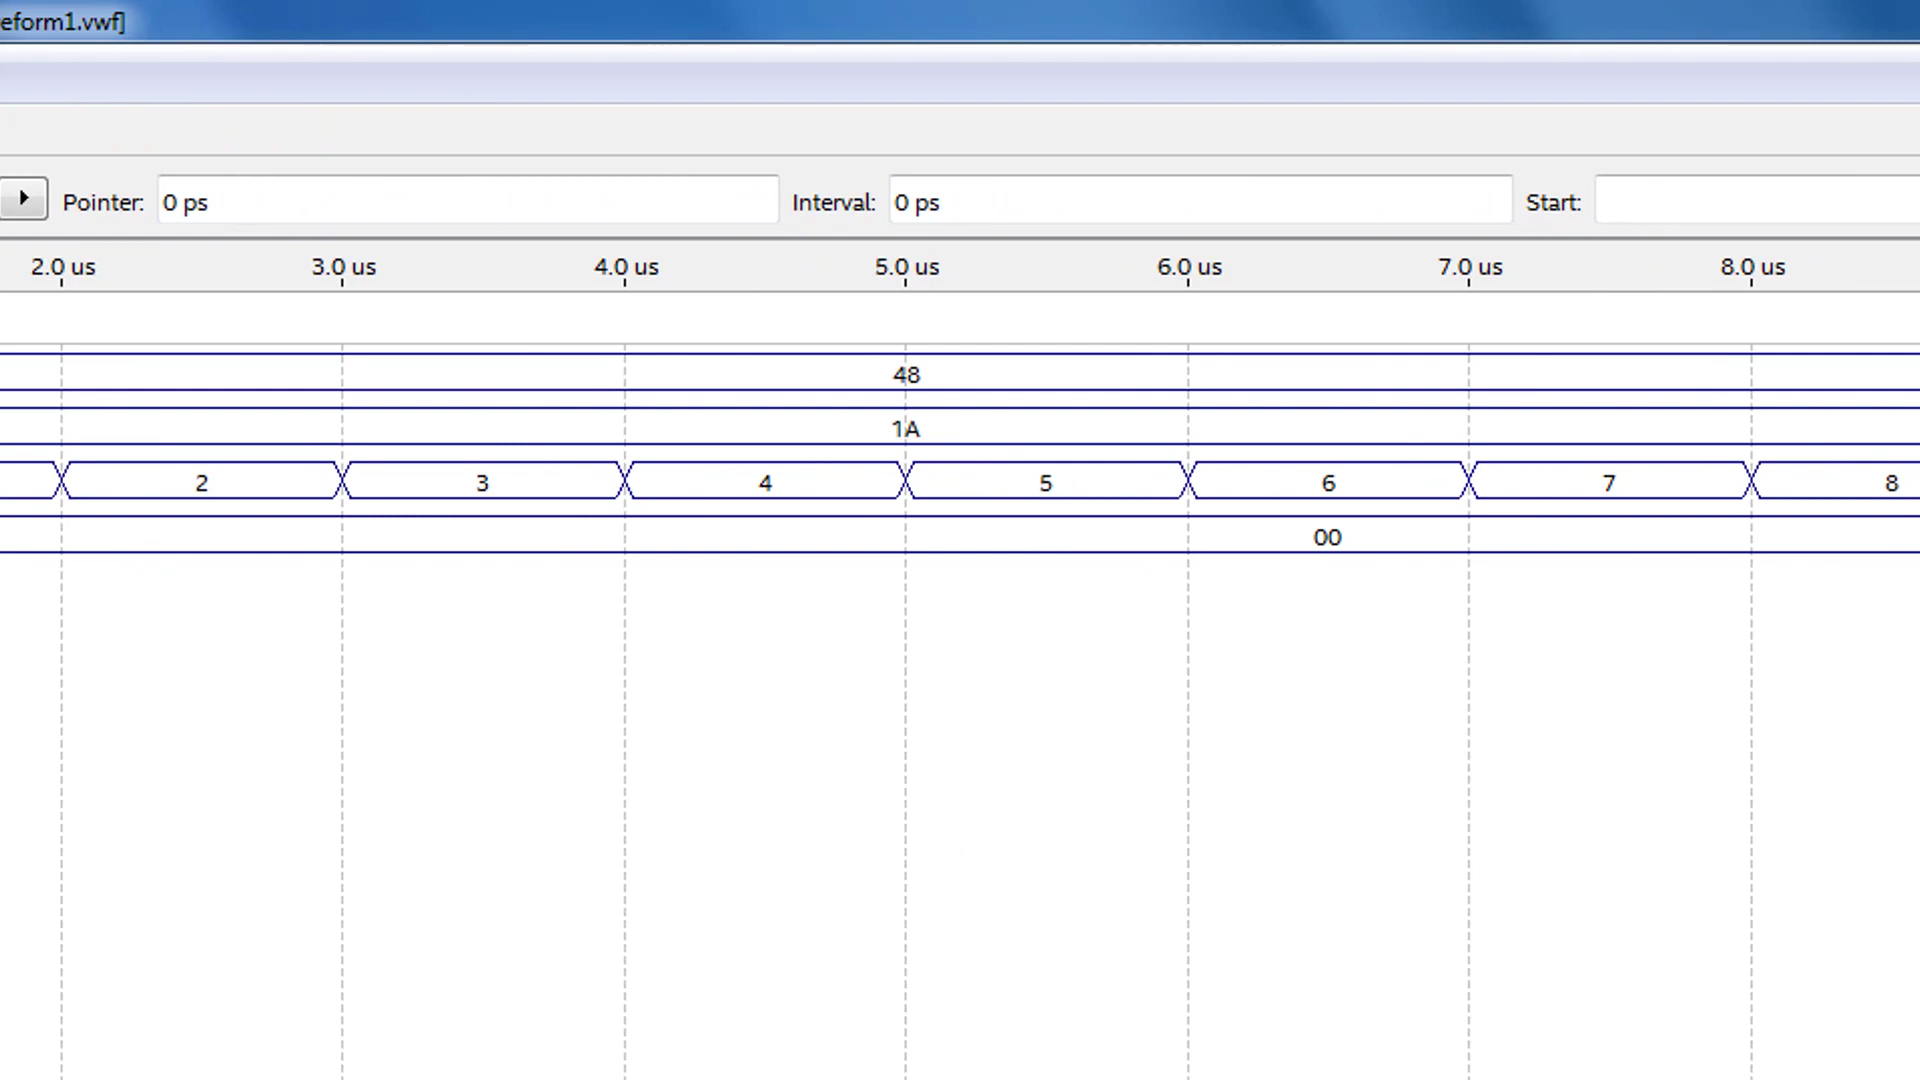 eform1.vwf]
Pointer: 0 ps Interval: 0 ps Start:
2.0 us 3.0 us 4.0 us 5.0 us 6.0 us 7.0 us 8.0 us
48
1A
2 3 4 5 6 7 8
00